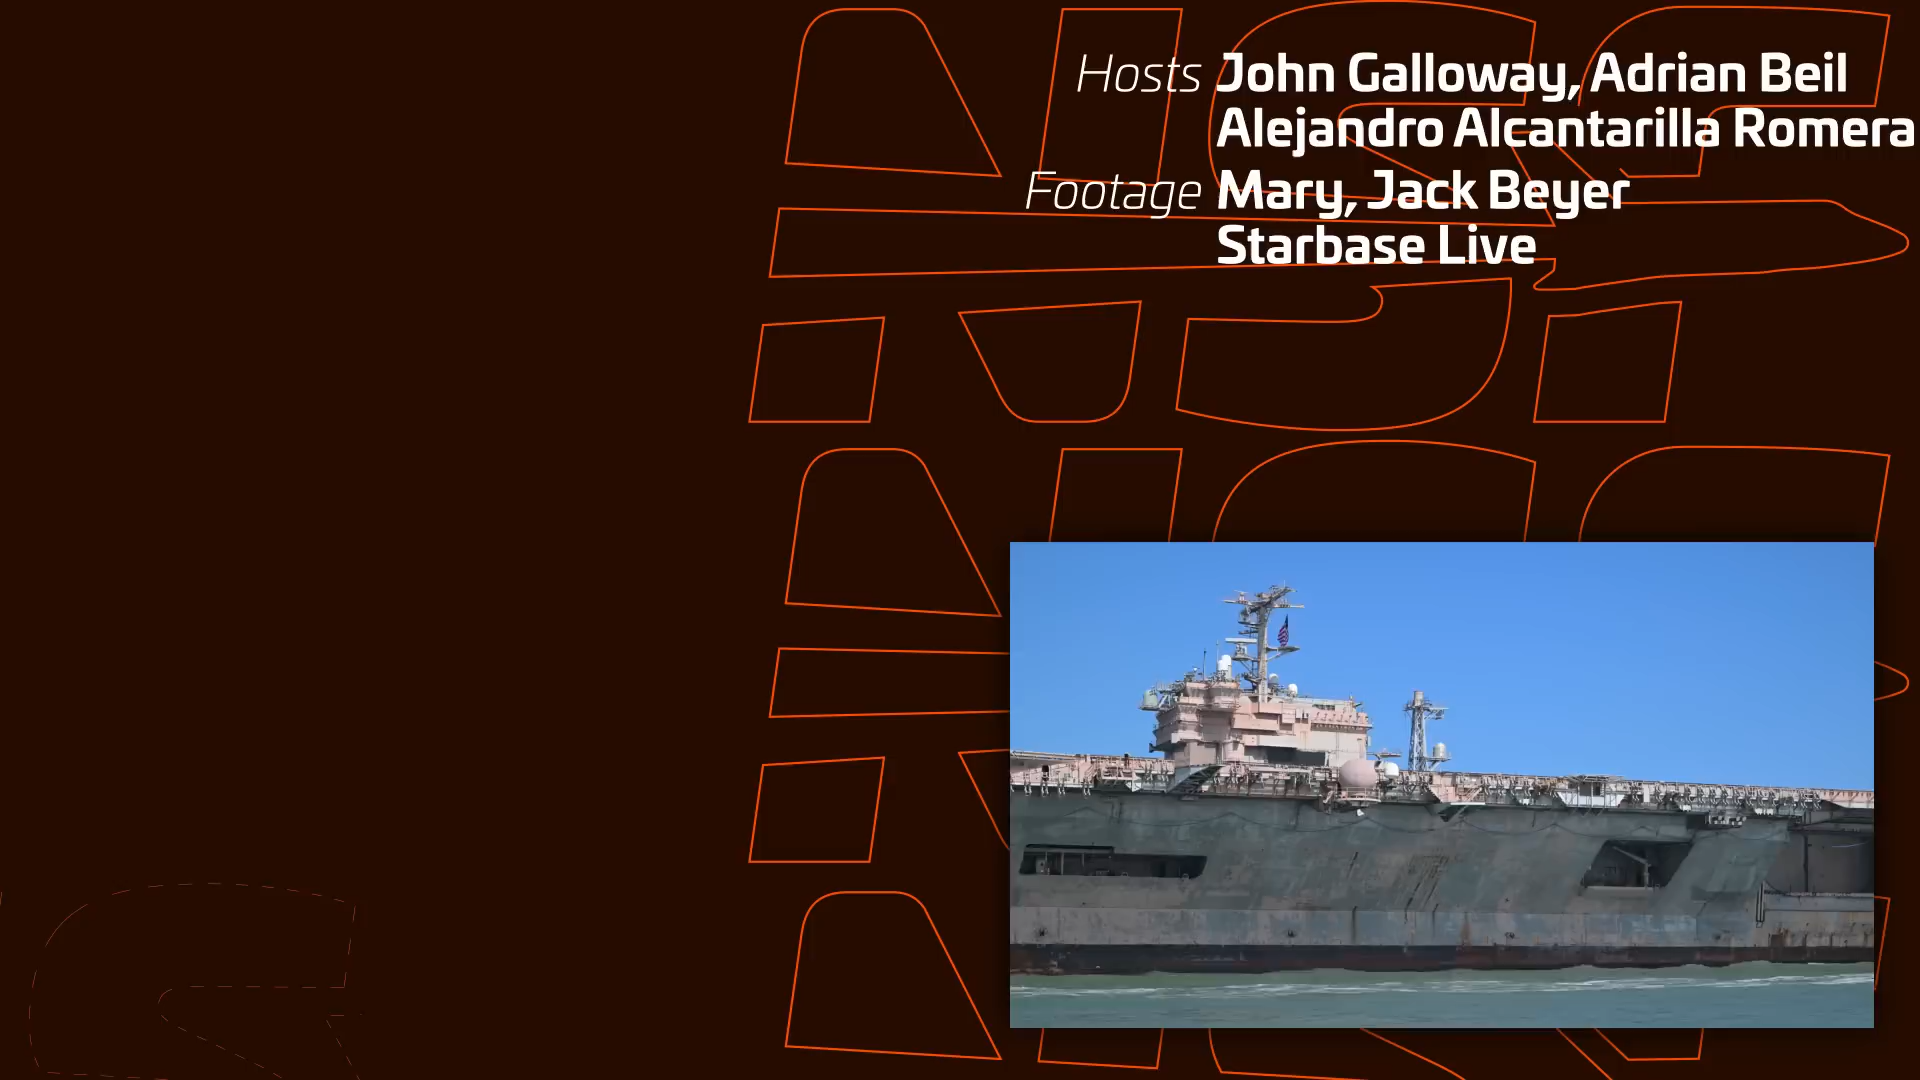 Hosts John Galloway, Adrian Beil
Alejandro Alcantarilla Romera
Footage Mary, Jack Beyer
Starbase Live